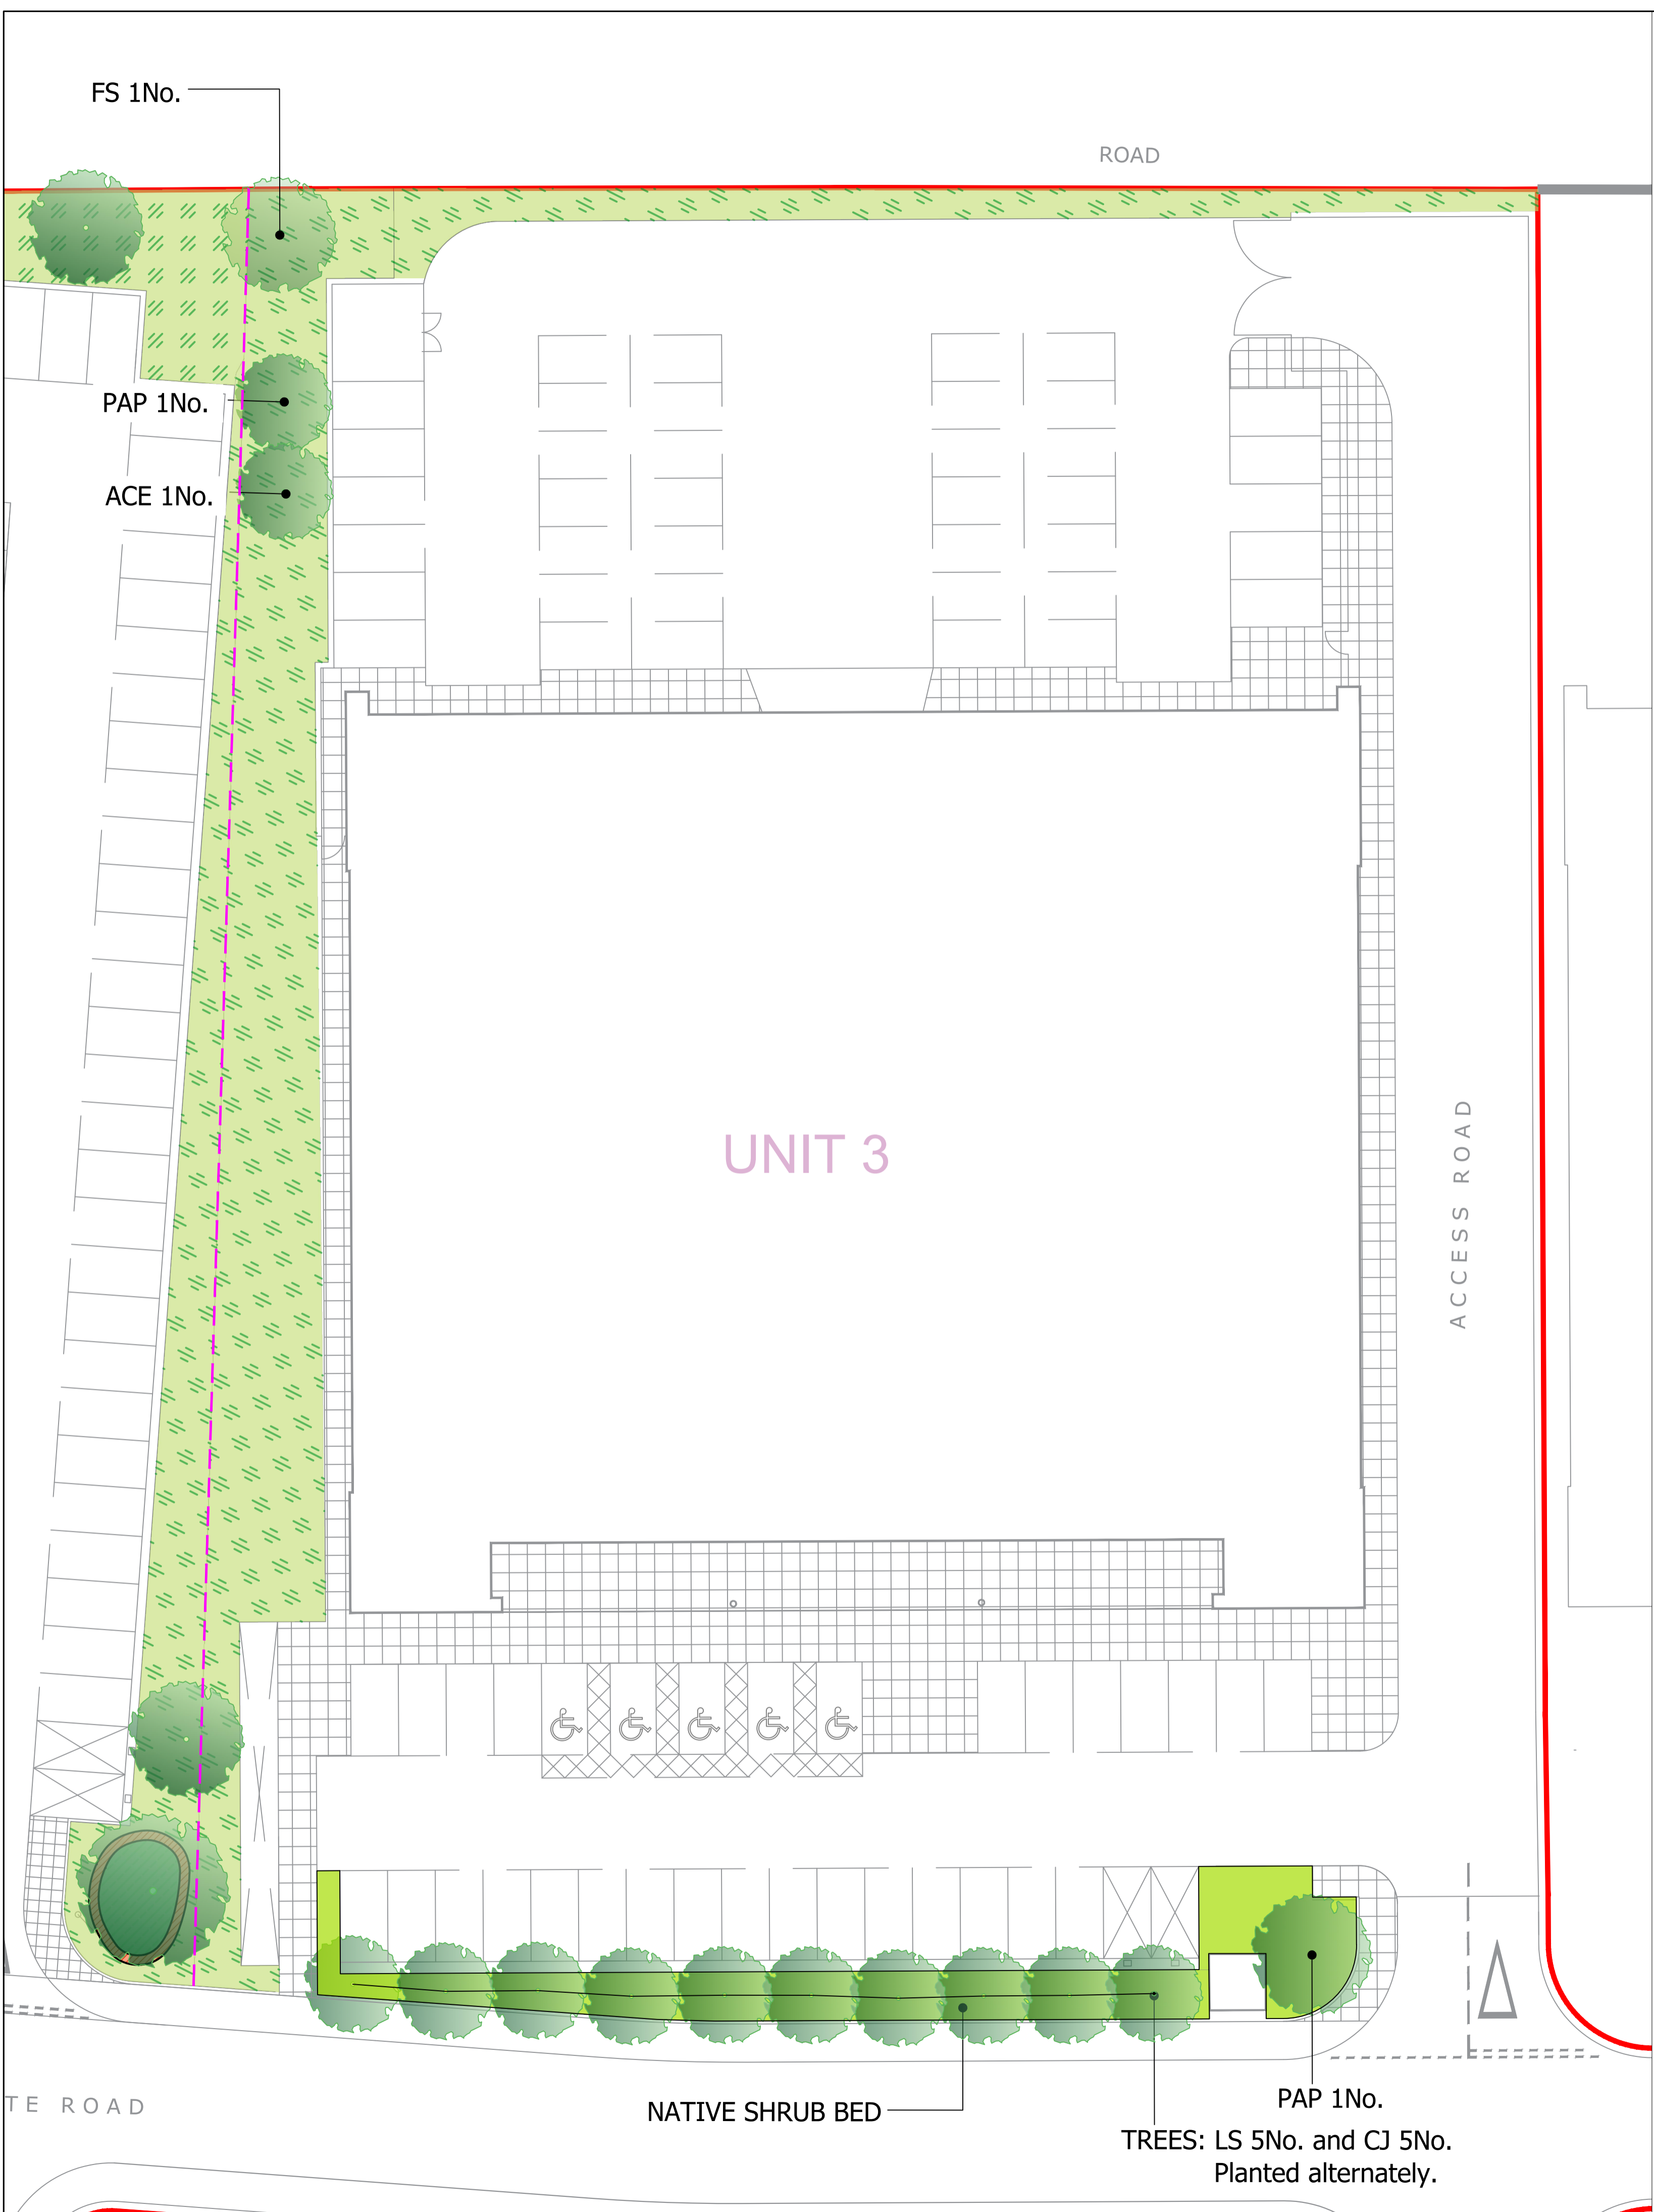 FS 1No.
ROAD
PAP 1No.
ACE 1No.
UNIT 3
ACCESS ROAD
TE ROAD
NATIVE SHRUB BED
PAP 1No.
TREES: LS 5No. and CJ 5No.
Planted alternately.